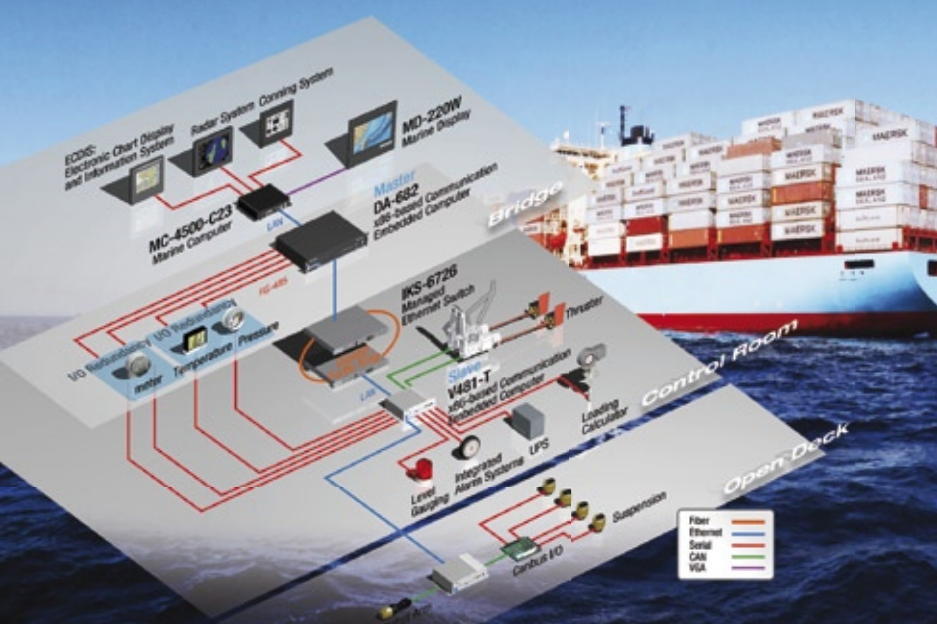 ECDIS:
Electronic Chart Display
and Information System
Radar System
Conning System
MD-220W
Marine Display
MC-4500-C23
Marine Computer
LAN
Master
DA-682
x86-based Communication
Embedded Computer
Bridge
I/O Redundancy
I/O Redundancy
meter
Temperature
Pressure
IKS-6726
Managed
Ethernet Switch
Thruster
LAN
Slave
V481-T
x86-based Communication
Embedded Computer
Loading
Calculator
UPS
Integrated
Alarm Systems
Level
Gauging
Control Room
Open Deck
Suspension
Canbus I/O
Fiber
Ethernet
Serial
CAN
VGA
MAERSK
MAERSK
MAERSK
MAERSK
MAERSK
MAERSK